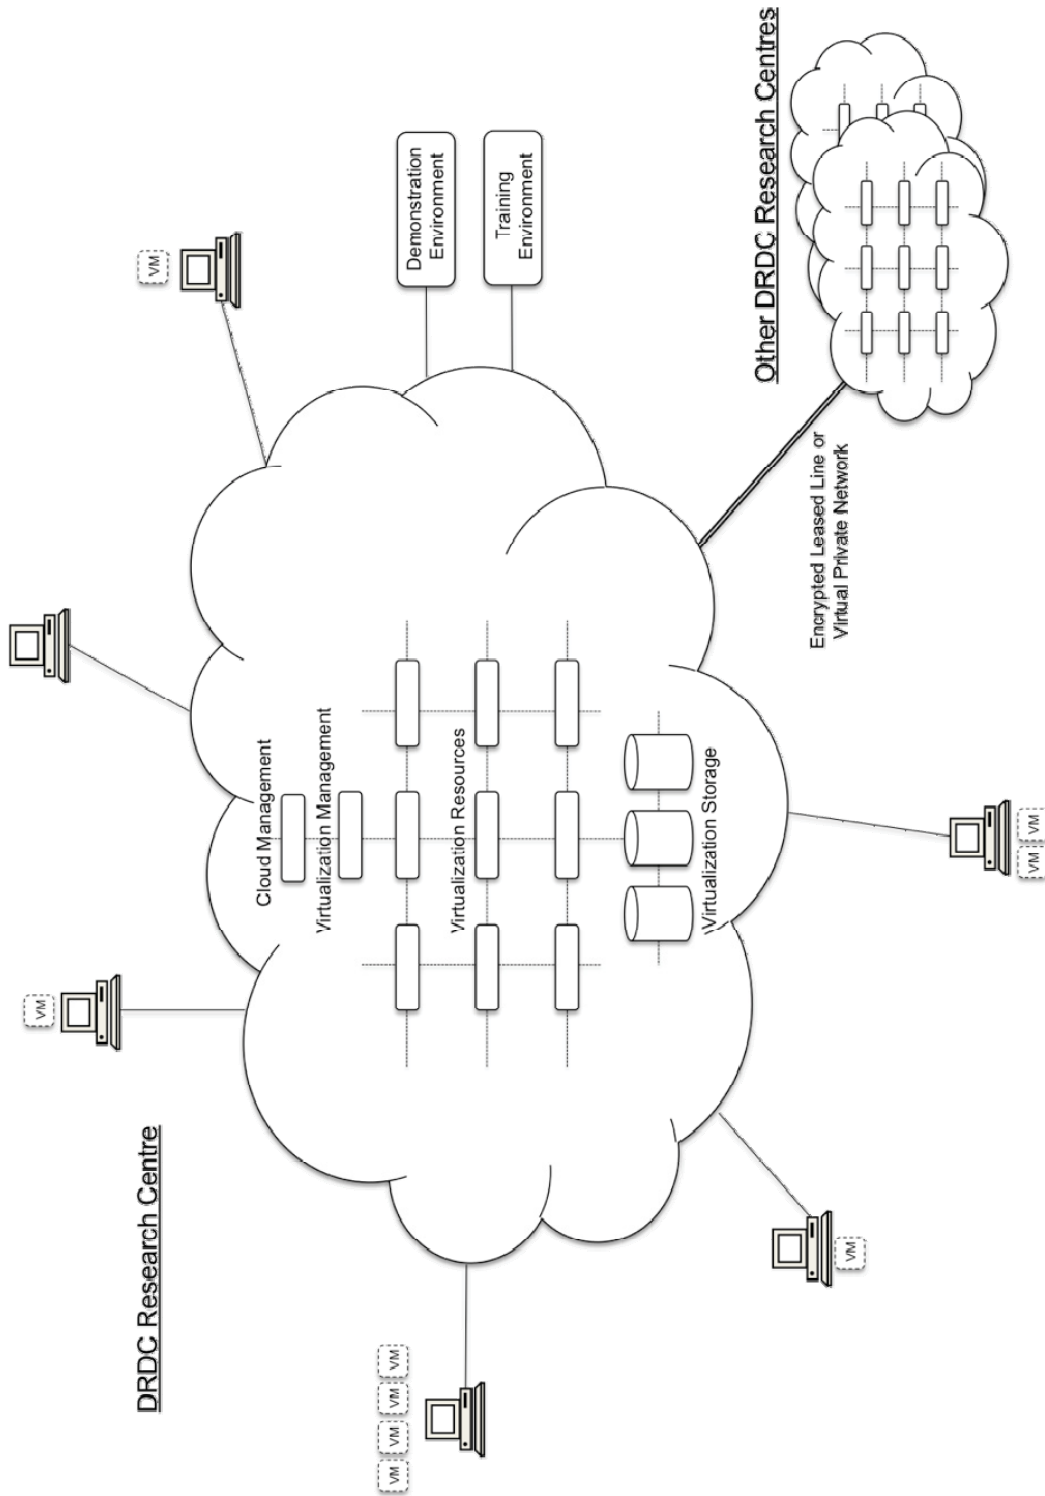 VM
DRDC Research Centre
VM
Cloud Management
Virtualization Management
VM VM VM VM
Demonstration
Environment
Virtualization Resources
Training
Environment
Virtualization Storage
Other DRDC Research Centres
Encrypted Leased Line or
Virtual Private Network
VM
VM VM